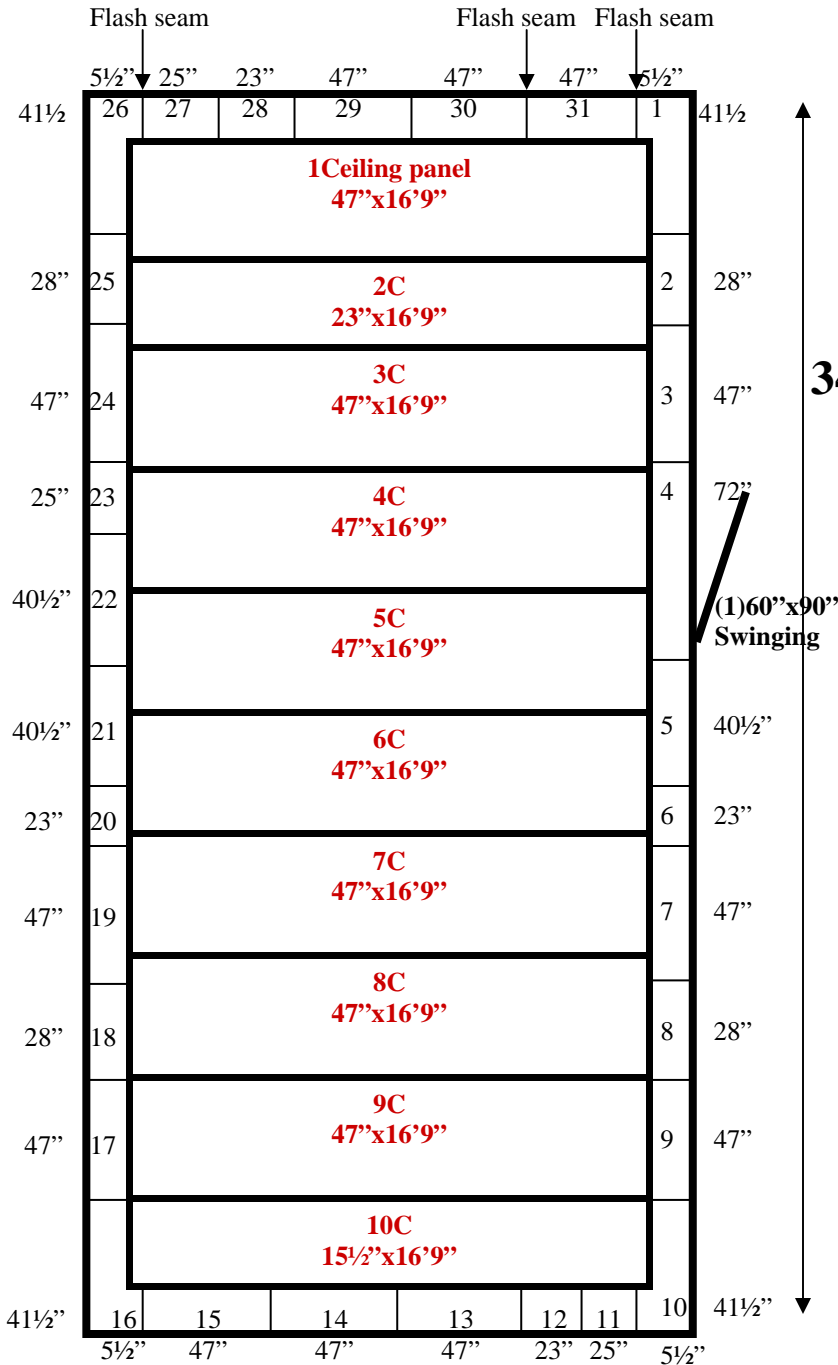 Flash seam Flash seam Flash seam
5½” 25” 23” 47” 47” 47” 5½”
41½ 26 27 28 29 30 31 1 41½
1Ceiling panel
47”x16’9”
28” 25 2C 2 28”
23”x16’9”
3C
47” 24 47”x16’9” 3 47”
34
25” 23 4C 4 72”
47”x16’9”
40½” 22 5C (1)60”x90”
47”x16’9” Swinging
40½” 21 6C 5 40½”
47”x16’9”
23” 20 6 23”
7C
47”x16’9”
47” 19 7 47”
8C
47”x16’9”
28” 18 8 28”
9C
47”x16’9”
47” 17 9 47”
10C
15½”x16’9”
41½” 16 15 14 13 12 11 10 41½”
5½” 47” 47” 47” 23” 25” 5½”